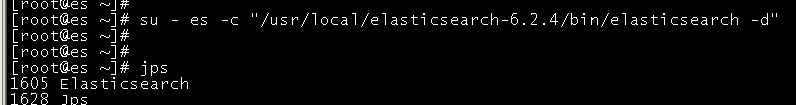 [root@es ~]#
[root@es ~]# su - es -c "/usr/local/elasticsearch-6.2.4/bin/elasticsearch -d"
[root@es ~]#
[root@es ~]#
[root@es ~]# jps
1605 Elasticsearch
1628 Jps